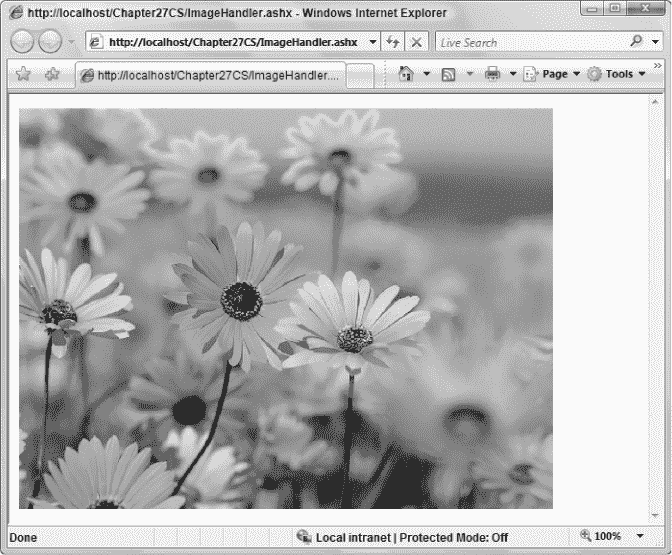 http://localhost/Chapter27CS/ImageHandler.ashx - Windows Internet Explorer
http://localhost/Chapter27CS/ImageHandler.ashx
Live Search
http://localhost/Chapter27CS/ImageHandler....
Page
Tools
Done
Local intranet | Protected Mode: Off
100%